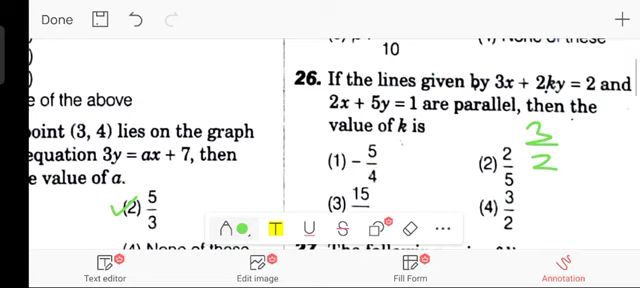 Done
10
26. If the lines given by 3x + 2ky = 2 and
2x + 5y = 1 are parallel, then the
value of k is
(1) - 5/4
(2) 2/5
(3) 15
(4) 3/2
3/2
e of the above
point (3, 4) lies on the graph
equation 3y = ax + 7, then
e value of a.
(2) 5/3
A T U S
Text editor
Edit image
Fill Form
Annotation